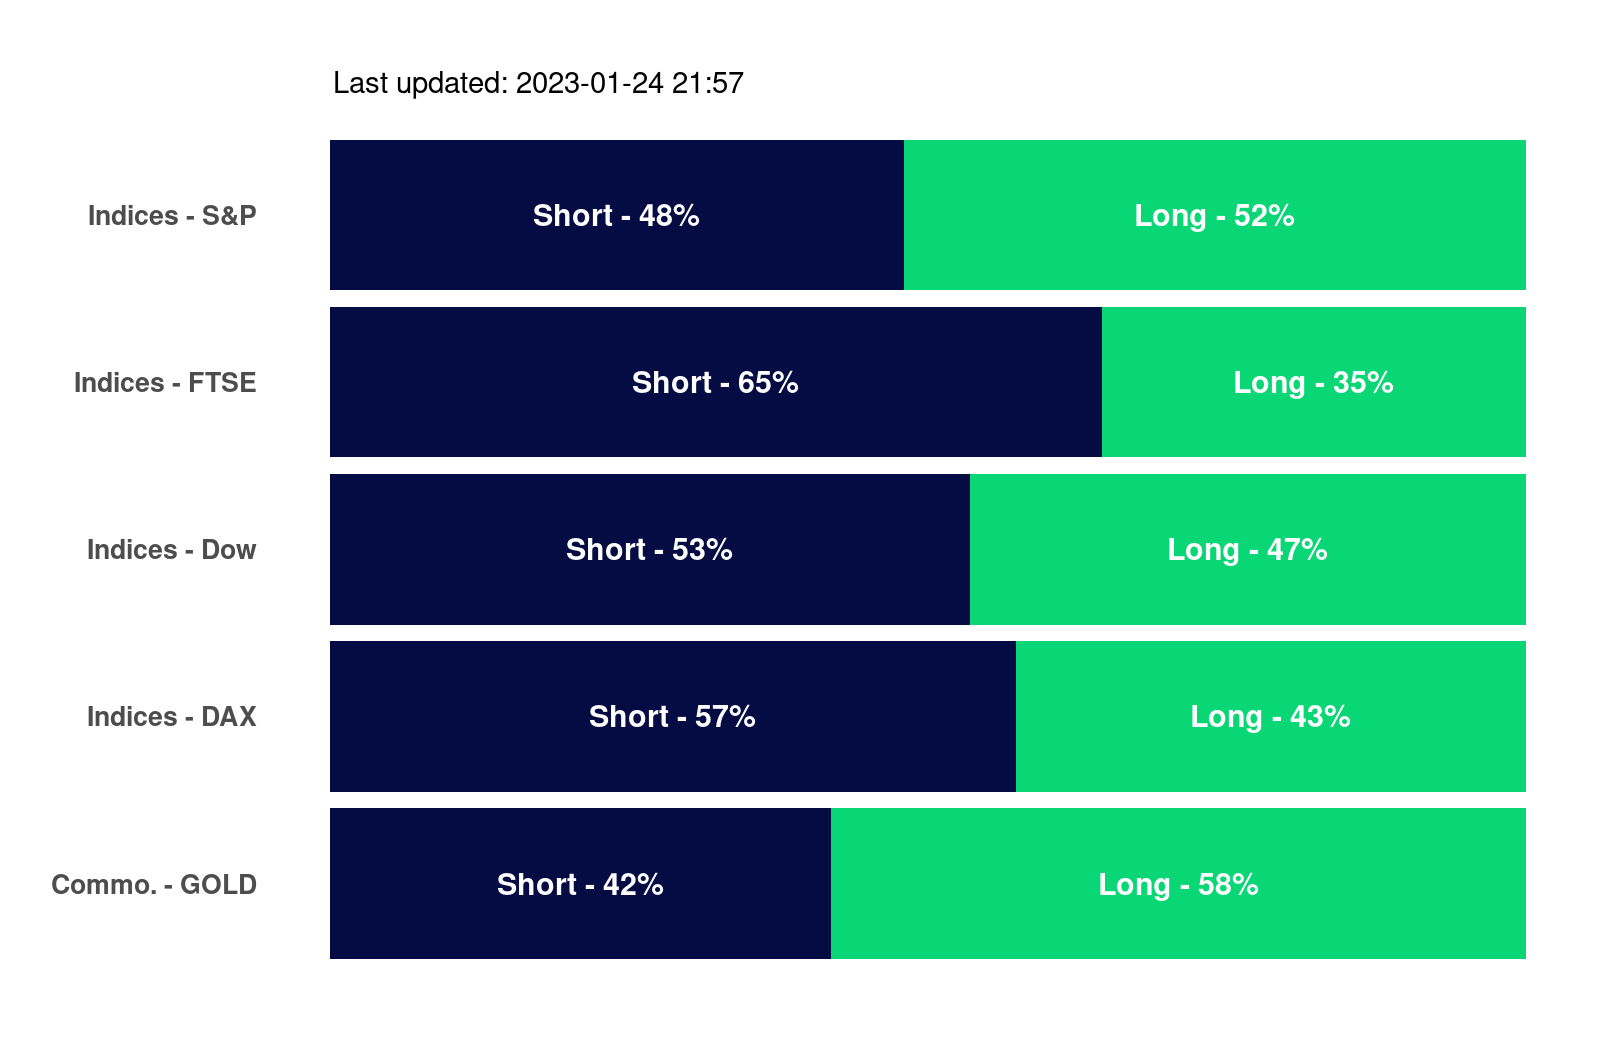 Last updated: 2023-01-24 21:57
Indices - S&P Short - 48% Long - 52%
Indices - FTSE Short - 65% Long - 35%
Indices - Dow Short - 53% Long - 47%
Indices - DAX Short - 57% Long - 43%
Commo. - GOLD Short - 42% Long - 58%